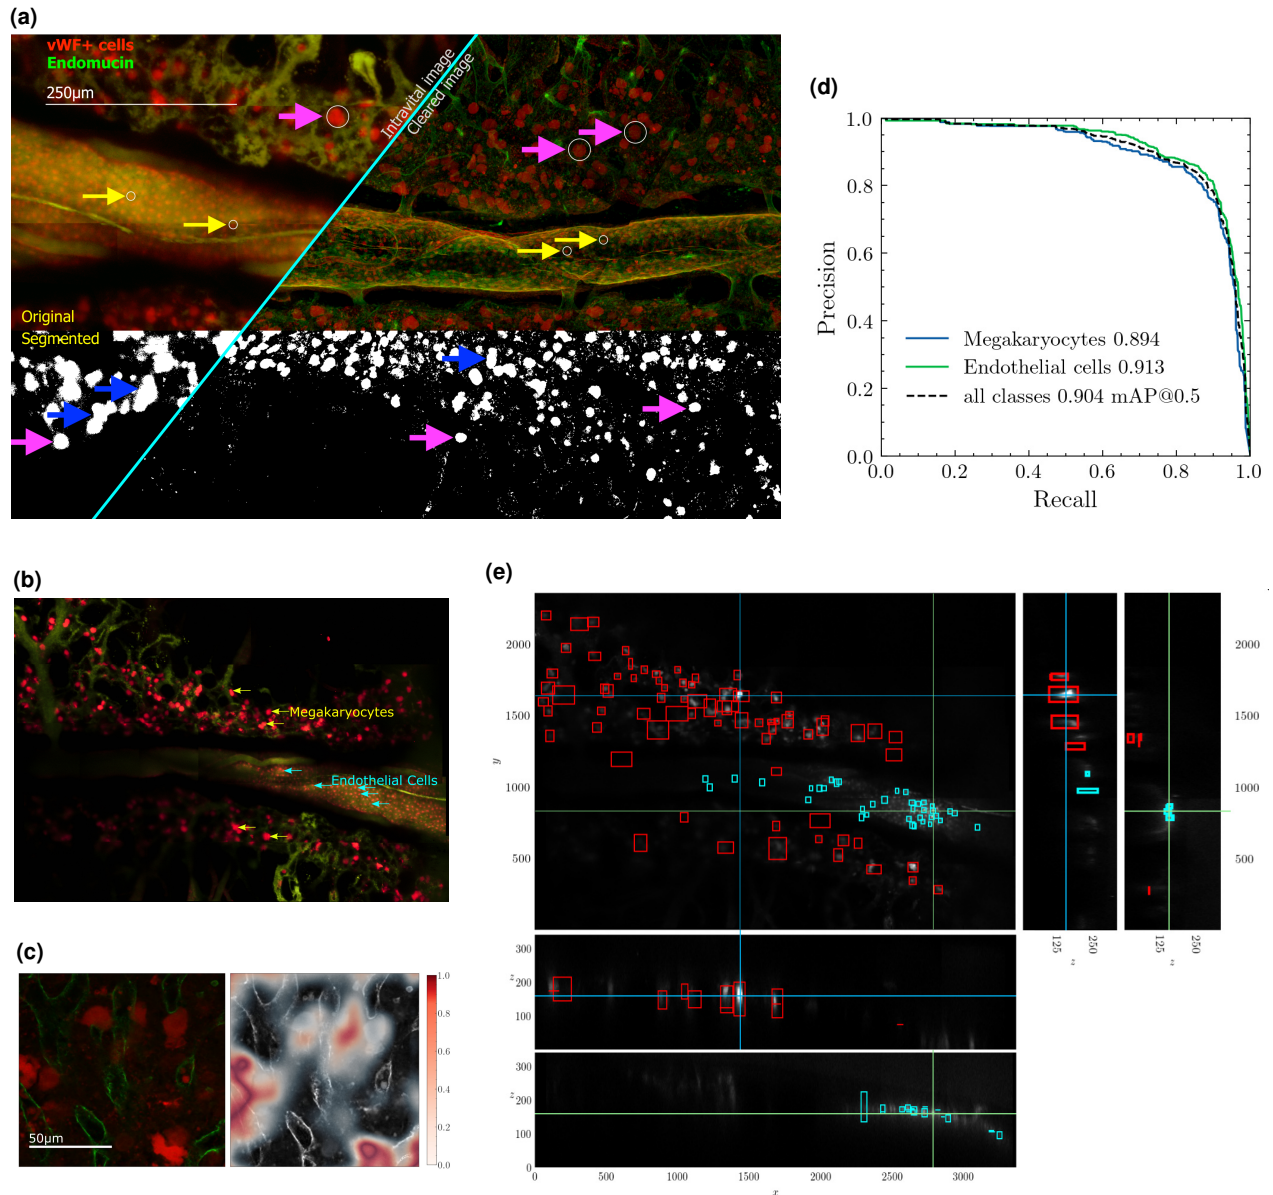 (a)
vWF+ cells
Endomucin
250μm
Intravital image
Cleared image
Original
Segmented
(d)
1.0
0.8
0.6
0.4
0.2
0.0
0.0 0.2 0.4 0.6 0.8 1.0
Precision
Recall
Megakaryocytes 0.894
Endothelial cells 0.913
all classes 0.904 mAP@0.5
(b)
Megakaryocytes
Endothelial Cells
(c)
50μm
1.0
0.8
0.6
0.4
0.2
0.0
(e)
2000
1500
1000
500
y
2000
1500
1000
500
125 250
z
125 250
z
300
200
100
z
300
200
100
0
z
0 500 1000 1500 2000 2500 3000
x